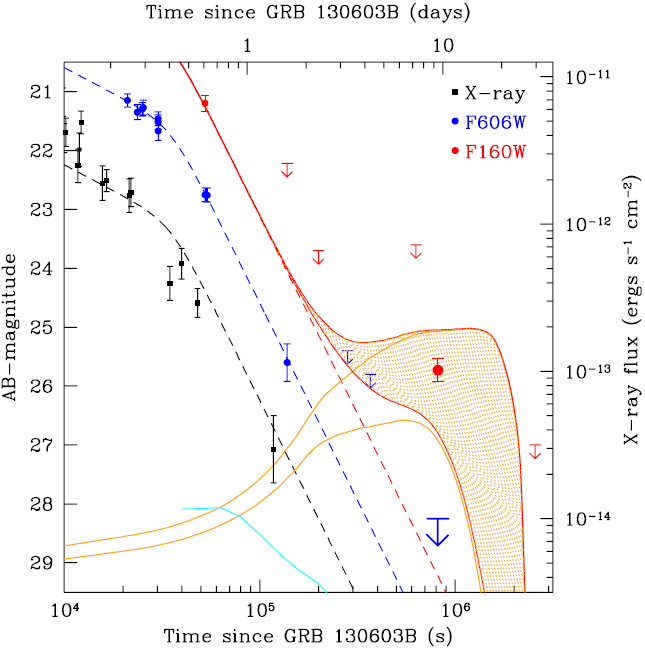 Time since GRB 130603B (days)
1 10
21
22
23
24
25
26
27
28
29
AB-magnitude
X-ray
F606W
F160W
10⁻¹¹
10⁻¹²
10⁻¹³
10⁻¹⁴
X-ray flux (ergs s⁻¹ cm⁻²)
10⁴ 10⁵ 10⁶
Time since GRB 130603B (s)